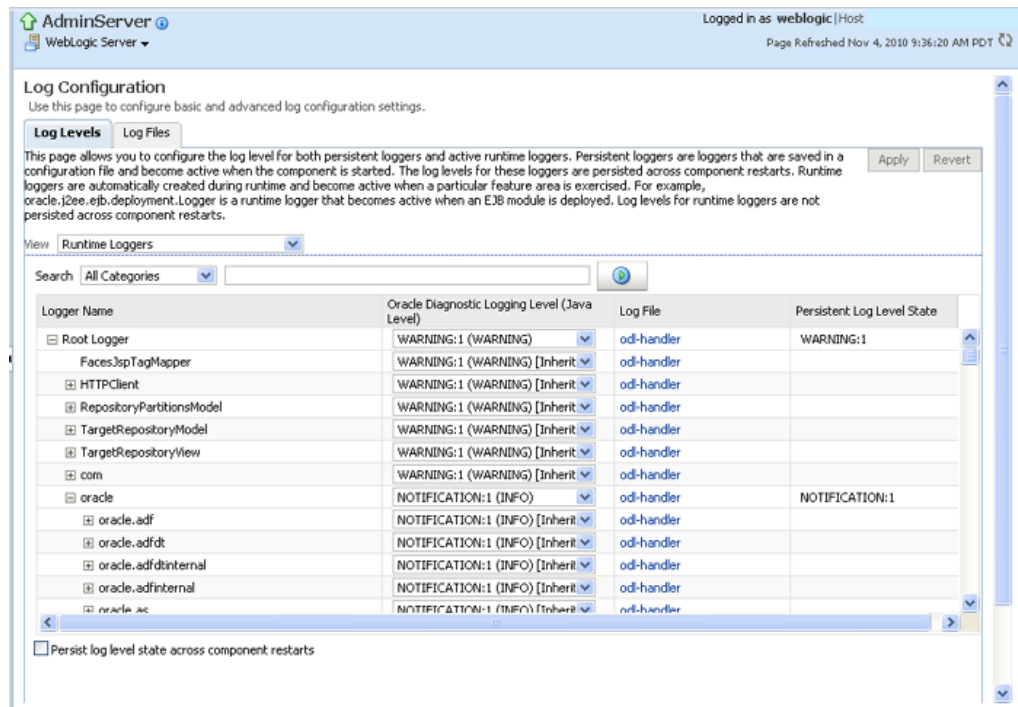 AdminServer
Logged in as weblogic|Host
WebLogic Server
Page Refreshed Nov 4, 2010 9:36:20 AM PDT
Log Configuration
Use this page to configure basic and advanced log configuration settings.
Log Levels Log Files
This page allows you to configure the log level for both persistent loggers and active runtime loggers. Persistent loggers are loggers that are saved in a
configuration file and become active when the component is started. The log levels for these loggers are persisted across component restarts. Runtime
loggers are automatically created during runtime and become active when a particular feature area is exercised. For example,
oracle.j2ee.ejb.deployment.Logger is a runtime logger that becomes active when an EJB module is deployed. Log levels for runtime loggers are not
persisted across component restarts.
Apply Revert
View Runtime Loggers
Search All Categories
Logger Name Oracle Diagnostic Logging Level (Java Level) Log File Persistent Log Level State
Root Logger WARNING:1 (WARNING) odl-handler WARNING:1
FacesJspTagMapper WARNING:1 (WARNING) [Inherit odl-handler
HTTPClient WARNING:1 (WARNING) [Inherit odl-handler
RepositoryPartitionsModel WARNING:1 (WARNING) [Inherit odl-handler
TargetRepositoryModel WARNING:1 (WARNING) [Inherit odl-handler
TargetRepositoryView WARNING:1 (WARNING) [Inherit odl-handler
com WARNING:1 (WARNING) [Inherit odl-handler
oracle NOTIFICATION:1 (INFO) odl-handler NOTIFICATION:1
oracle.adf NOTIFICATION:1 (INFO) [Inherit odl-handler
oracle.adfdt NOTIFICATION:1 (INFO) [Inherit odl-handler
oracle.adfdtinternal NOTIFICATION:1 (INFO) [Inherit odl-handler
oracle.adfinternal NOTIFICATION:1 (INFO) [Inherit odl-handler
oracle.as NOTIFICATION:1 (INFO) [Inherit odl-handler
Persist log level state across component restarts